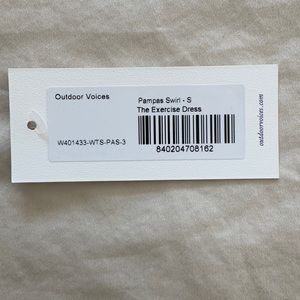 Outdoor Voices
Pampas Swirl - S
The Exercise Dress
W401433-WTS-PAS-3
840204708162
outdoorvoices.com